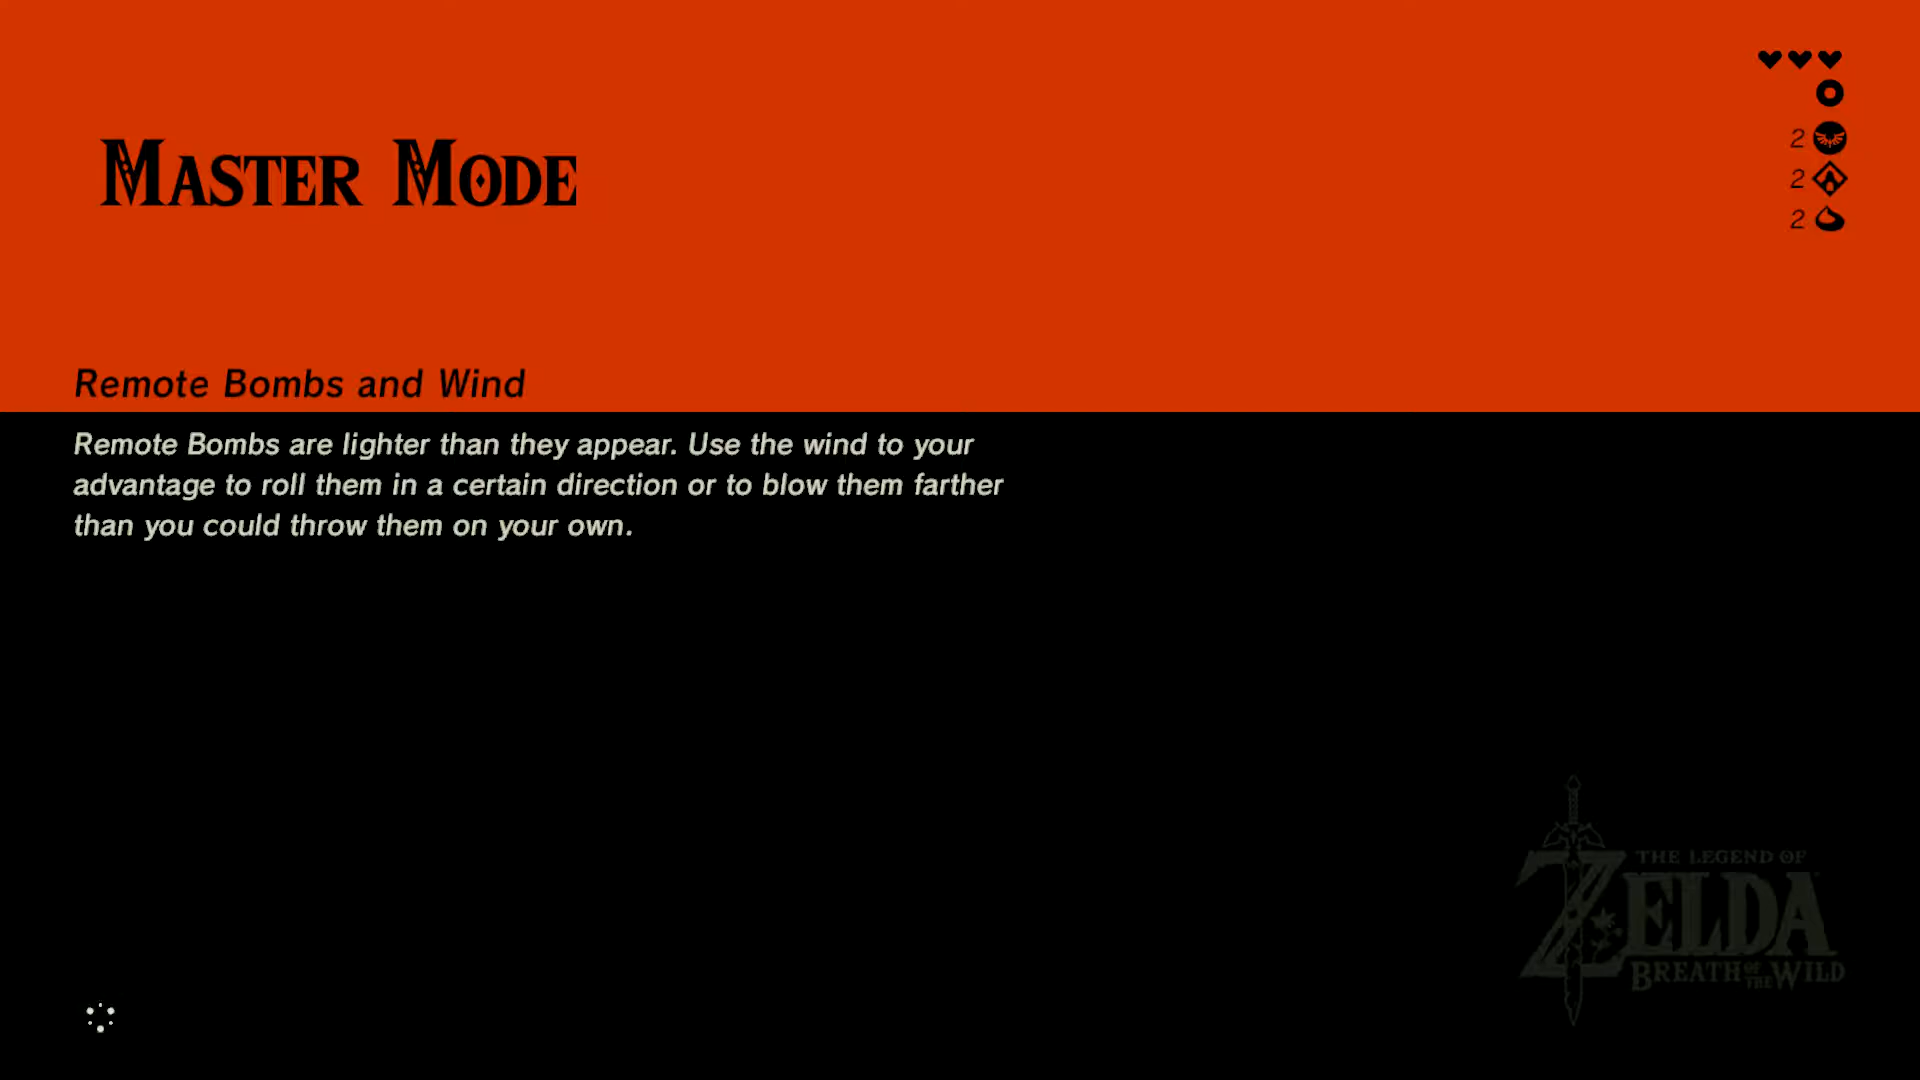 Master Mode
2
2
2
Remote Bombs and Wind
Remote Bombs are lighter than they appear. Use the wind to your
advantage to roll them in a certain direction or to blow them farther
than you could throw them on your own.
THE LEGEND OF
ZELDA
BREATH OF THE WILD